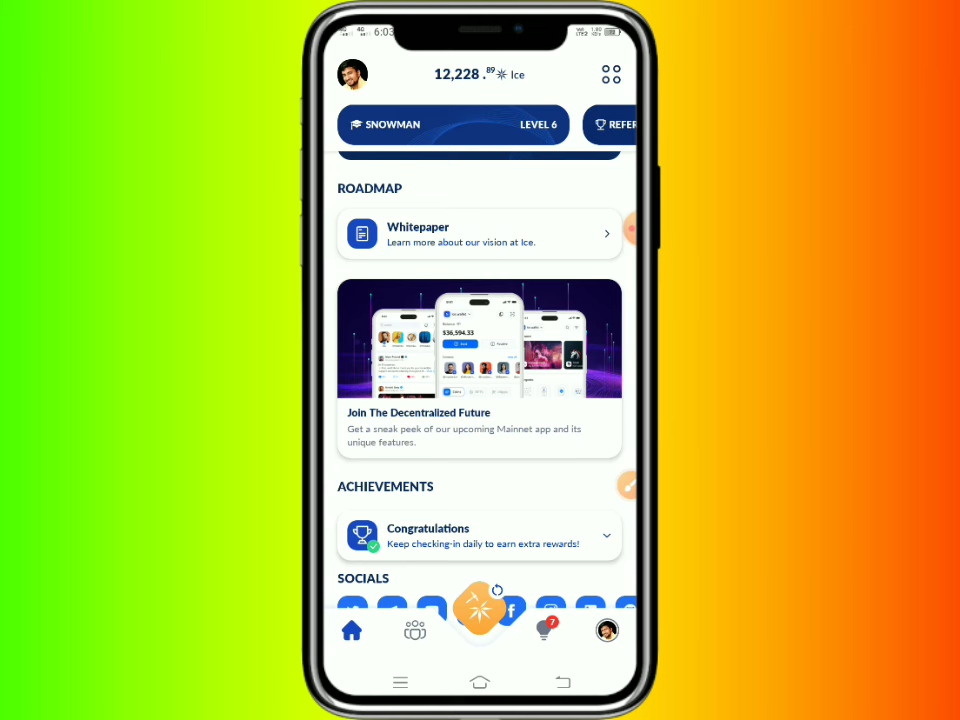 4G 4G 6:03
12,228 .89 Ice
SNOWMAN LEVEL 6
REFER
ROADMAP
Whitepaper
Learn more about our vision at Ice.
$36,594.33
Join The Decentralized Future
Get a sneak peek of our upcoming Mainnet app and its
unique features.
ACHIEVEMENTS
Congratulations
Keep checking-in daily to earn extra rewards!
SOCIALS
7